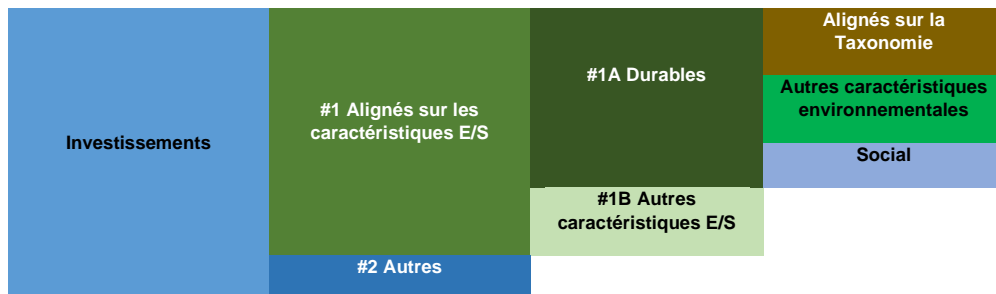 Investissements
#1 Alignés sur les
caractéristiques E/S
#2 Autres
#1A Durables
#1B Autres
caractéristiques E/S
Alignés sur la
Taxonomie
Autres caractéristiques
environnementales
Social